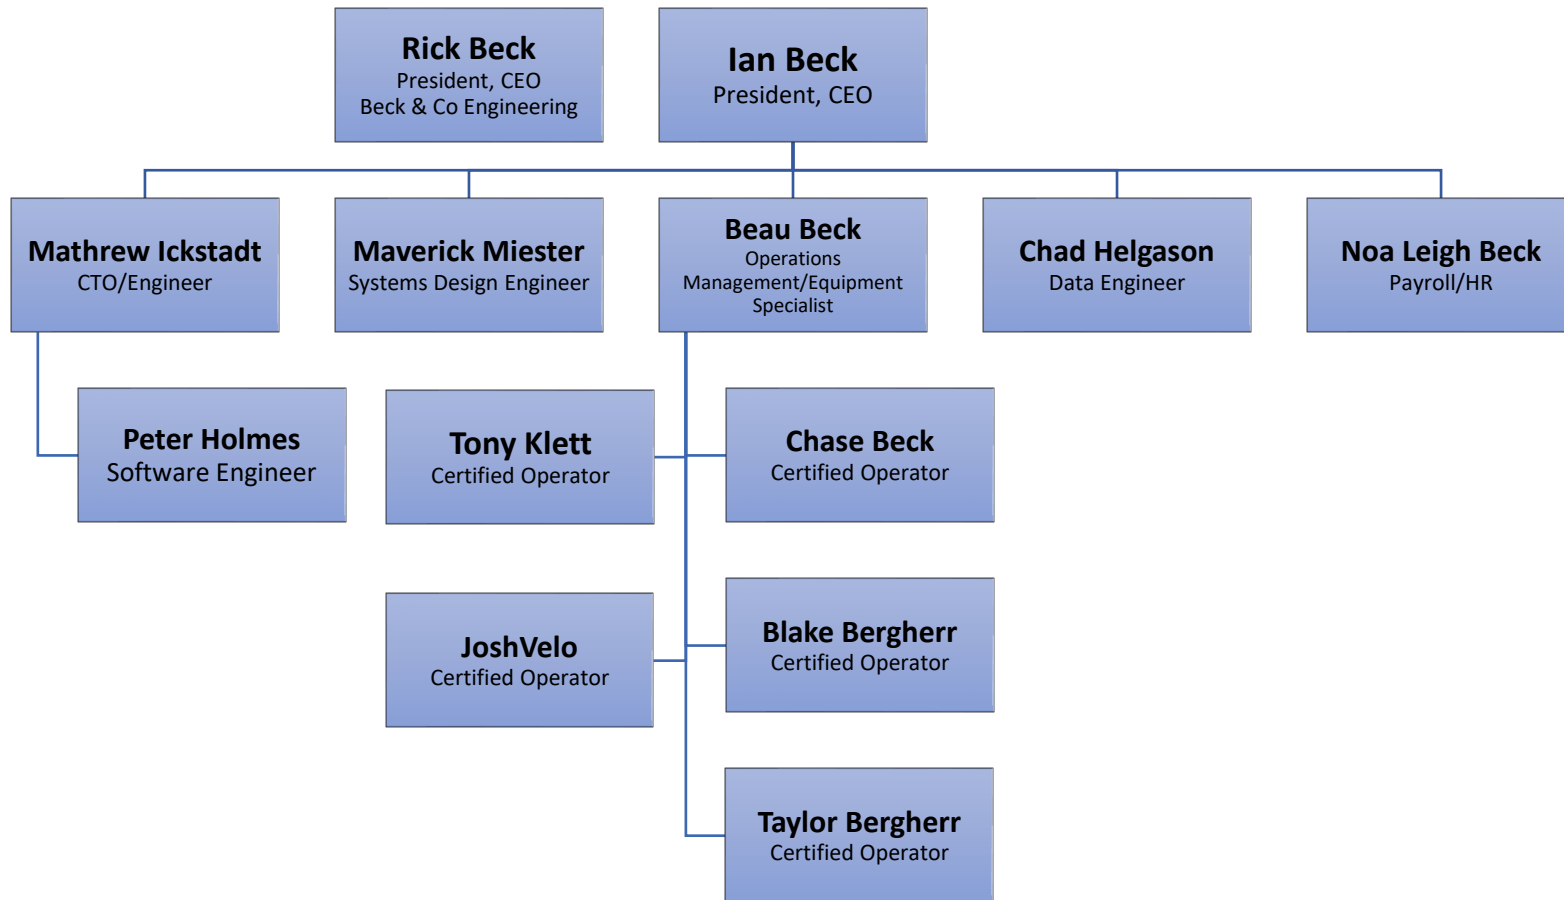 Rick Beck
President, CEO
Beck & Co Engineering
Ian Beck
President, CEO
Mathrew Ickstadt
CTO/Engineer
Maverick Miester
Systems Design Engineer
Beau Beck
Operations
Management/Equipment
Specialist
Chad Helgason
Data Engineer
Noa Leigh Beck
Payroll/HR
Peter Holmes
Software Engineer
Tony Klett
Certified Operator
Chase Beck
Certified Operator
JoshVelo
Certified Operator
Blake Bergherr
Certified Operator
Taylor Bergherr
Certified Operator